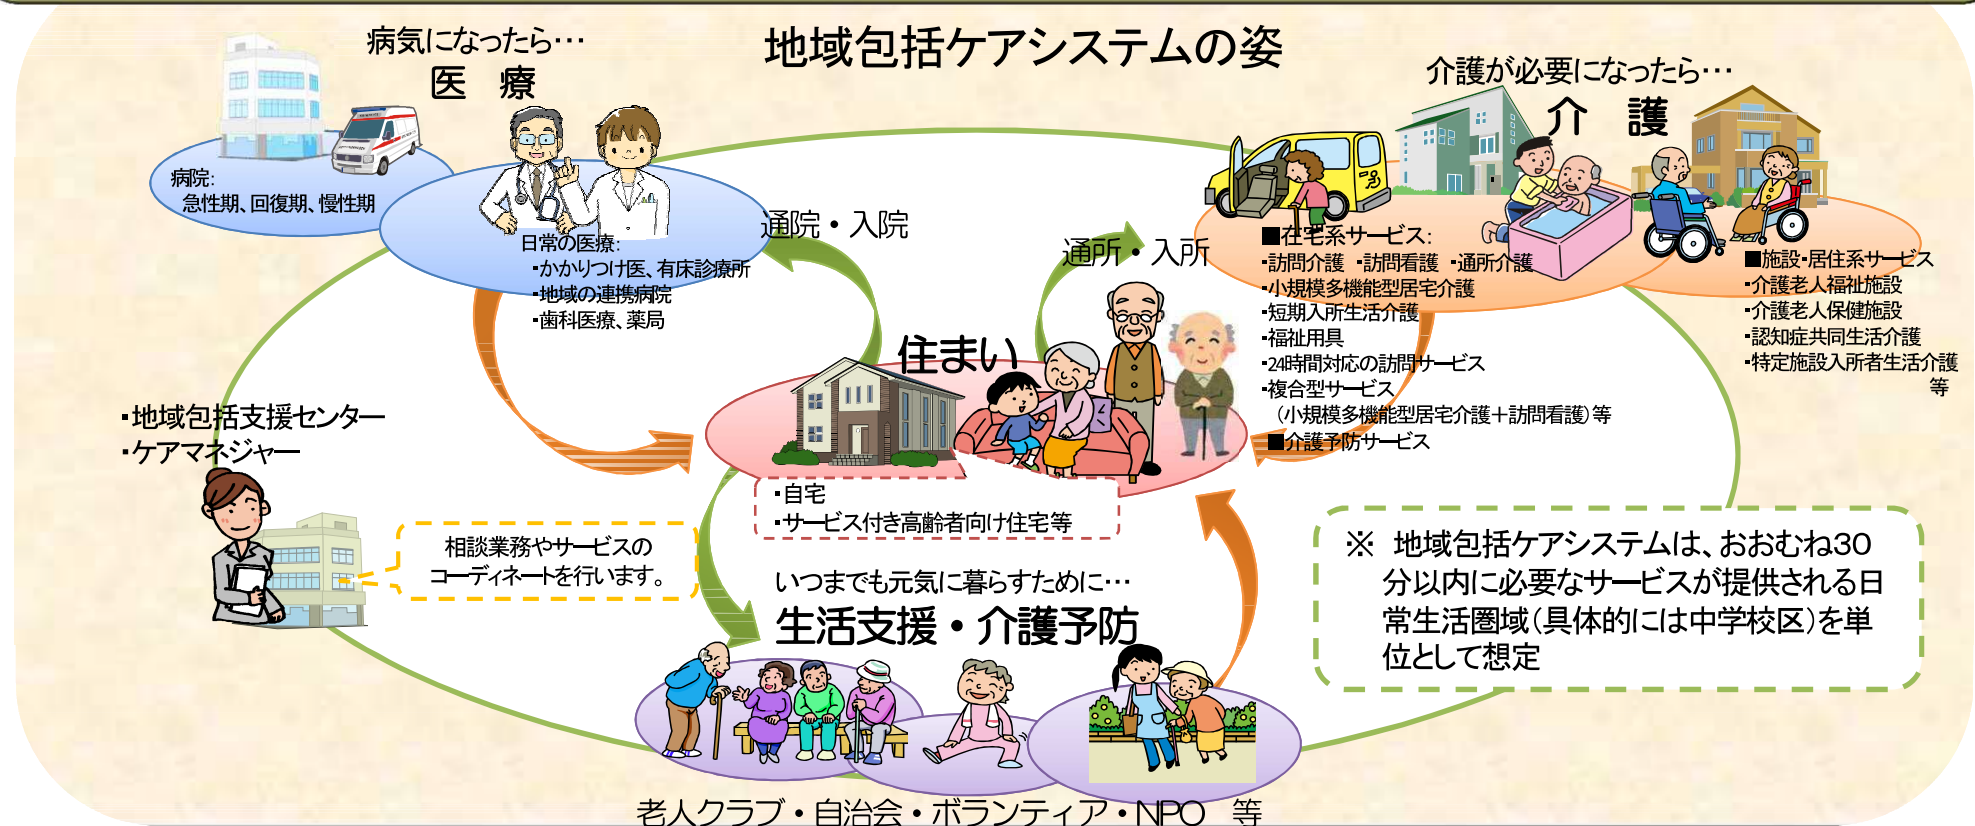 地域包括ケアシステムの姿
病気になったら…
医 療
病院:
急性期、回復期、慢性期
日常の医療:
・かかりつけ医、有床診療所
・地域の連携病院
・歯科医療、薬局
通院・入院
通所・入所
介護が必要になったら…
介 護
■在宅系サービス:
・訪問介護 ・訪問看護 ・通所介護
・小規模多機能型居宅介護
・短期入所生活介護
・福祉用具
・24時間対応の訪問サービス
・複合型サービス
(小規模多機能型居宅介護+訪問看護)等
■介護予防サービス
■施設・居住系サービス
・介護老人福祉施設
・介護老人保健施設
・認知症共同生活介護
・特定施設入所者生活介護
等
住まい
・自宅
・サービス付き高齢者向け住宅等
・地域包括支援センター
・ケアマネジャー
相談業務やサービスの
コーディネートを行います。
いつまでも元気に暮らすために…
生活支援・介護予防
老人クラブ・自治会・ボランティア・NPO 等
※ 地域包括ケアシステムは、おおむね30
分以内に必要なサービスが提供される日
常生活圏域(具体的には中学校区)を単
位として想定